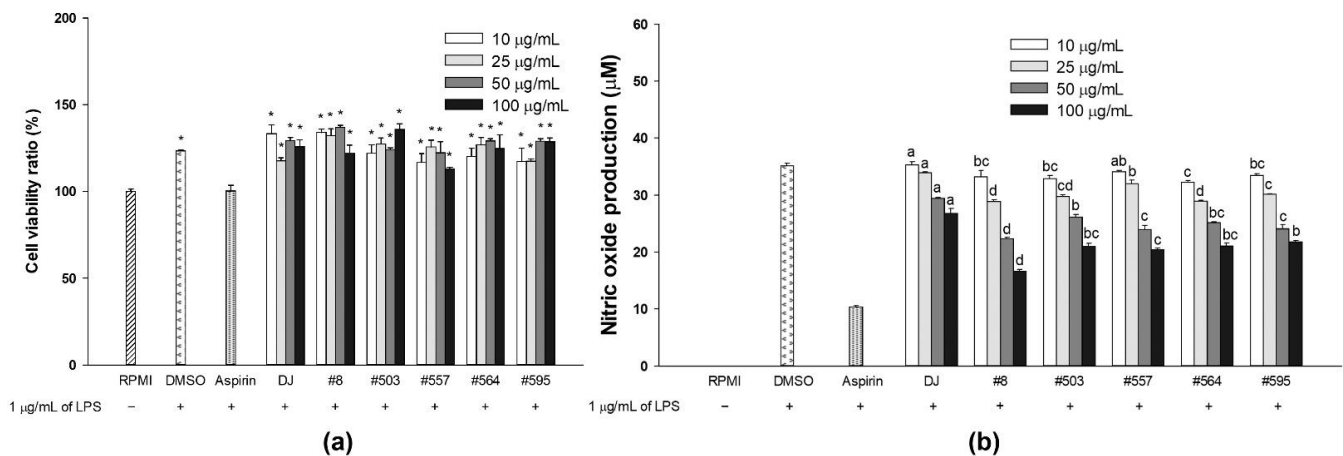 200
150
100
50
0
Cell viability ratio (%)
10 μg/mL
25 μg/mL
50 μg/mL
100 μg/mL
* * * * * * * * * * * * * * * * * * * * * * * * *
RPMI DMSO Aspirin DJ #8 #503 #557 #564 #595
1 μg/mL of LPS − + + + + + + + +
(a)
60
50
40
30
20
10
0
Nitric oxide production (μM)
10 μg/mL
25 μg/mL
50 μg/mL
100 μg/mL
a a a a bc d d d bc cd b bc ab b c c c d bc bc bc c b b
RPMI DMSO Aspirin DJ #8 #503 #557 #564 #595
1 μg/mL of LPS − + + + + + + + +
(b)